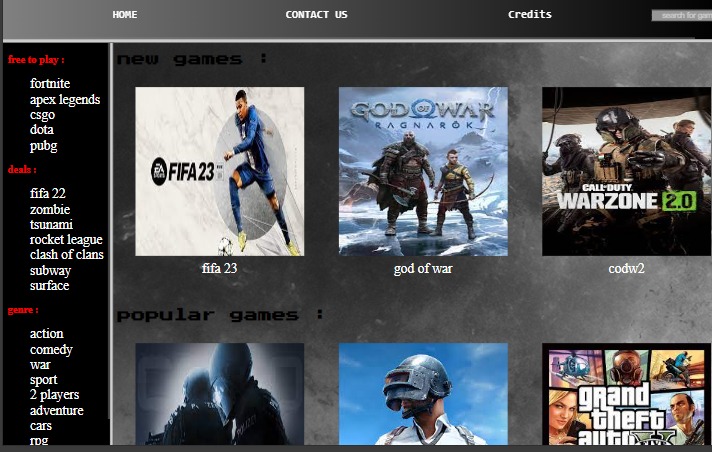 HOME
CONTACT US
Credits
search for gam
free to play :
fortnite
apex legends
csgo
dota
pubg
deals :
fifa 22
zombie
tsunami
rocket league
clash of clans
subway
surface
genre :
action
comedy
war
sport
2 players
adventure
cars
rpg
new games :
EA SPORTS
FIFA 23
GOD OF WAR
RAGNARÖK
CALL OF DUTY
WARZONE 2.0
fifa 23
god of war
codw2
popular games :
grand
theft
auto V